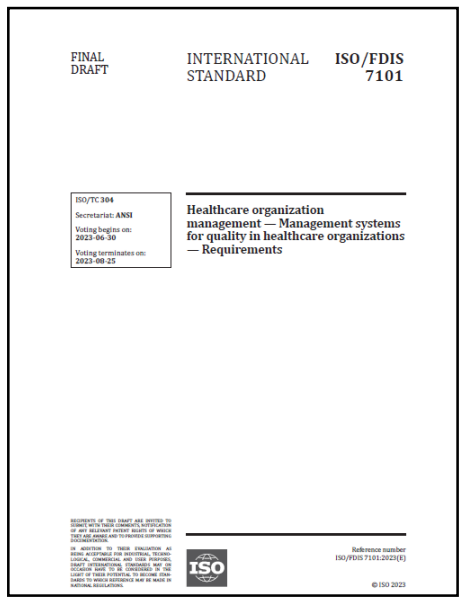 FINAL
DRAFT
INTERNATIONAL
STANDARD
ISO/FDIS
7101
ISO/TC 304
Secretariat: ANSI
Voting begins on:
2023-06-30
Voting terminates on:
2023-08-25
Healthcare organization
management — Management systems
for quality in healthcare organizations
— Requirements
RECIPIENTS OF THIS DRAFT ARE INVITED TO
SUBMIT, WITH THEIR COMMENTS, NOTIFICATION
OF ANY RELEVANT PATENT RIGHTS OF WHICH
THEY ARE AWARE AND TO PROVIDE SUPPORTING
DOCUMENTATION.
IN ADDITION TO THEIR EVALUATION AS
BEING ACCEPTABLE FOR INDUSTRIAL, TECHNO-
LOGICAL, COMMERCIAL AND USER PURPOSES,
DRAFT INTERNATIONAL STANDARDS MAY ON
OCCASION HAVE TO BE CONSIDERED IN THE
LIGHT OF THEIR POTENTIAL TO BECOME STAN-
DARDS TO WHICH REFERENCE MAY BE MADE IN
NATIONAL REGULATIONS.
ISO
Reference number
ISO/FDIS 7101:2023(E)
© ISO 2023